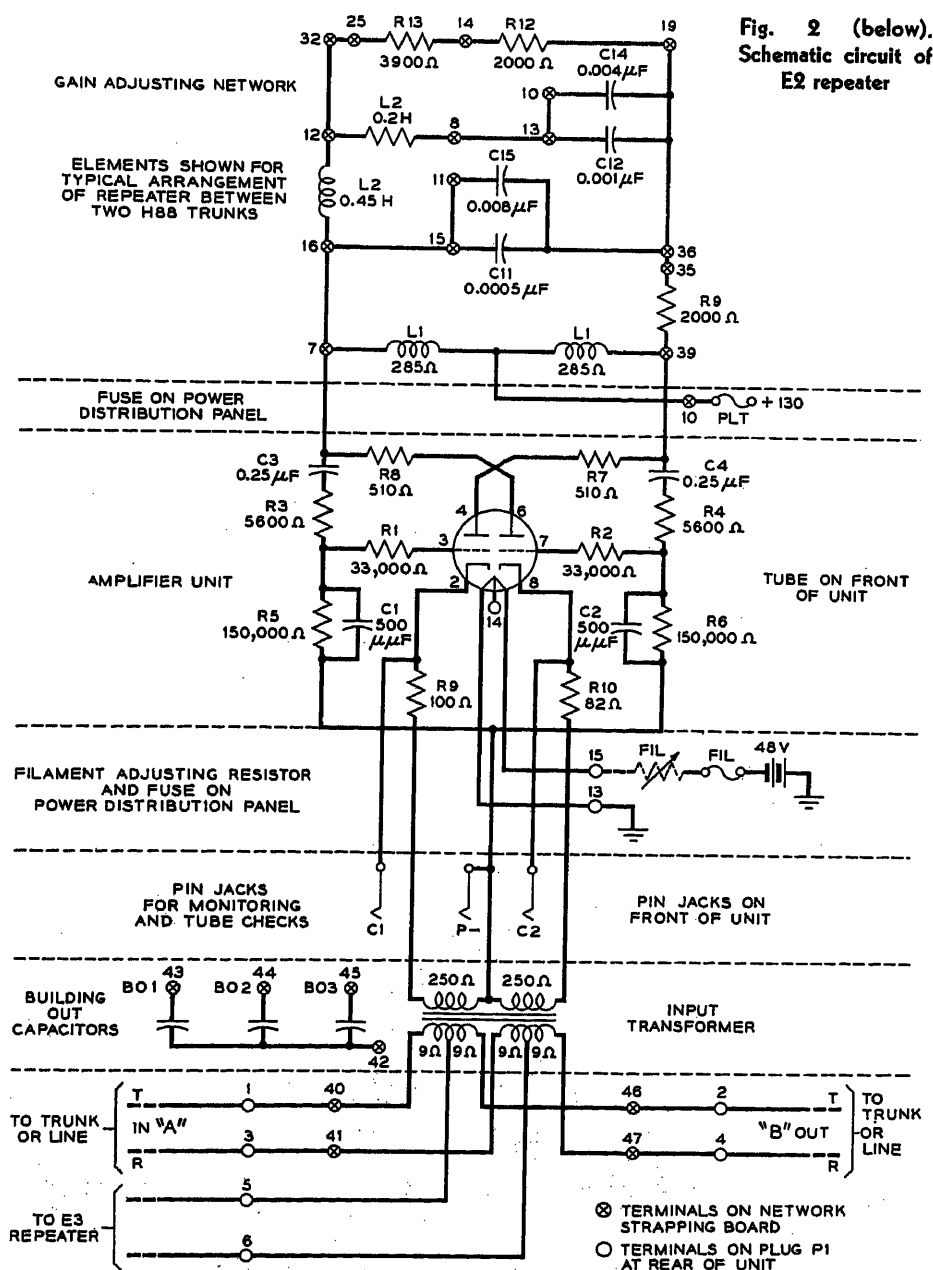 Fig. 2 (below).
Schematic circuit of
E2 repeater
25
R13
14
R12
19
32
3900Ω
2000Ω
C14
0.004μF
GAIN ADJUSTING NETWORK
10
L2
0.2H
8
12
13
C12
0.001μF
ELEMENTS SHOWN FOR
TYPICAL ARRANGEMENT
OF REPEATER BETWEEN
TWO H88 TRUNKS
C15
11
0.008μF
L2
0.45 H
16
15
36
C11
0.0005μF
35
R9
2000Ω
L1
L1
7
39
285Ω
285Ω
FUSE ON POWER
DISTRIBUTION PANEL
10
PLT
+130
C3
0.25μF
R8
510Ω
R7
510Ω
C4
0.25μF
4
6
R3
5600Ω
R4
5600Ω
R1
3
7
R2
33,000Ω
33,000Ω
2
8
AMPLIFIER UNIT
TUBE ON FRONT
OF UNIT
14
R5
150,000Ω
C1
500
μμF
C2
500
μμF
R6
150,000Ω
R9
100Ω
R10
82Ω
FILAMENT ADJUSTING RESISTOR
AND FUSE ON
POWER DISTRIBUTION PANEL
15
FIL
FIL
48V
13
PIN JACKS
FOR MONITORING
AND TUBE CHECKS
C1
P-
C2
PIN JACKS ON
FRONT OF UNIT
43
44
45
BO1
BO2
BO3
250Ω
250Ω
BUILDING
OUT
CAPACITORS
INPUT
TRANSFORMER
42
9Ω
9Ω
9Ω
9Ω
T
1
40
46
2
T
TO TRUNK
OR LINE
IN "A"
"B" OUT
TO
TRUNK
OR
LINE
R
3
41
47
4
R
5
TO E3
REPEATER
6
TERMINALS ON NETWORK
STRAPPING BOARD
TERMINALS ON PLUG P1
AT REAR OF UNIT